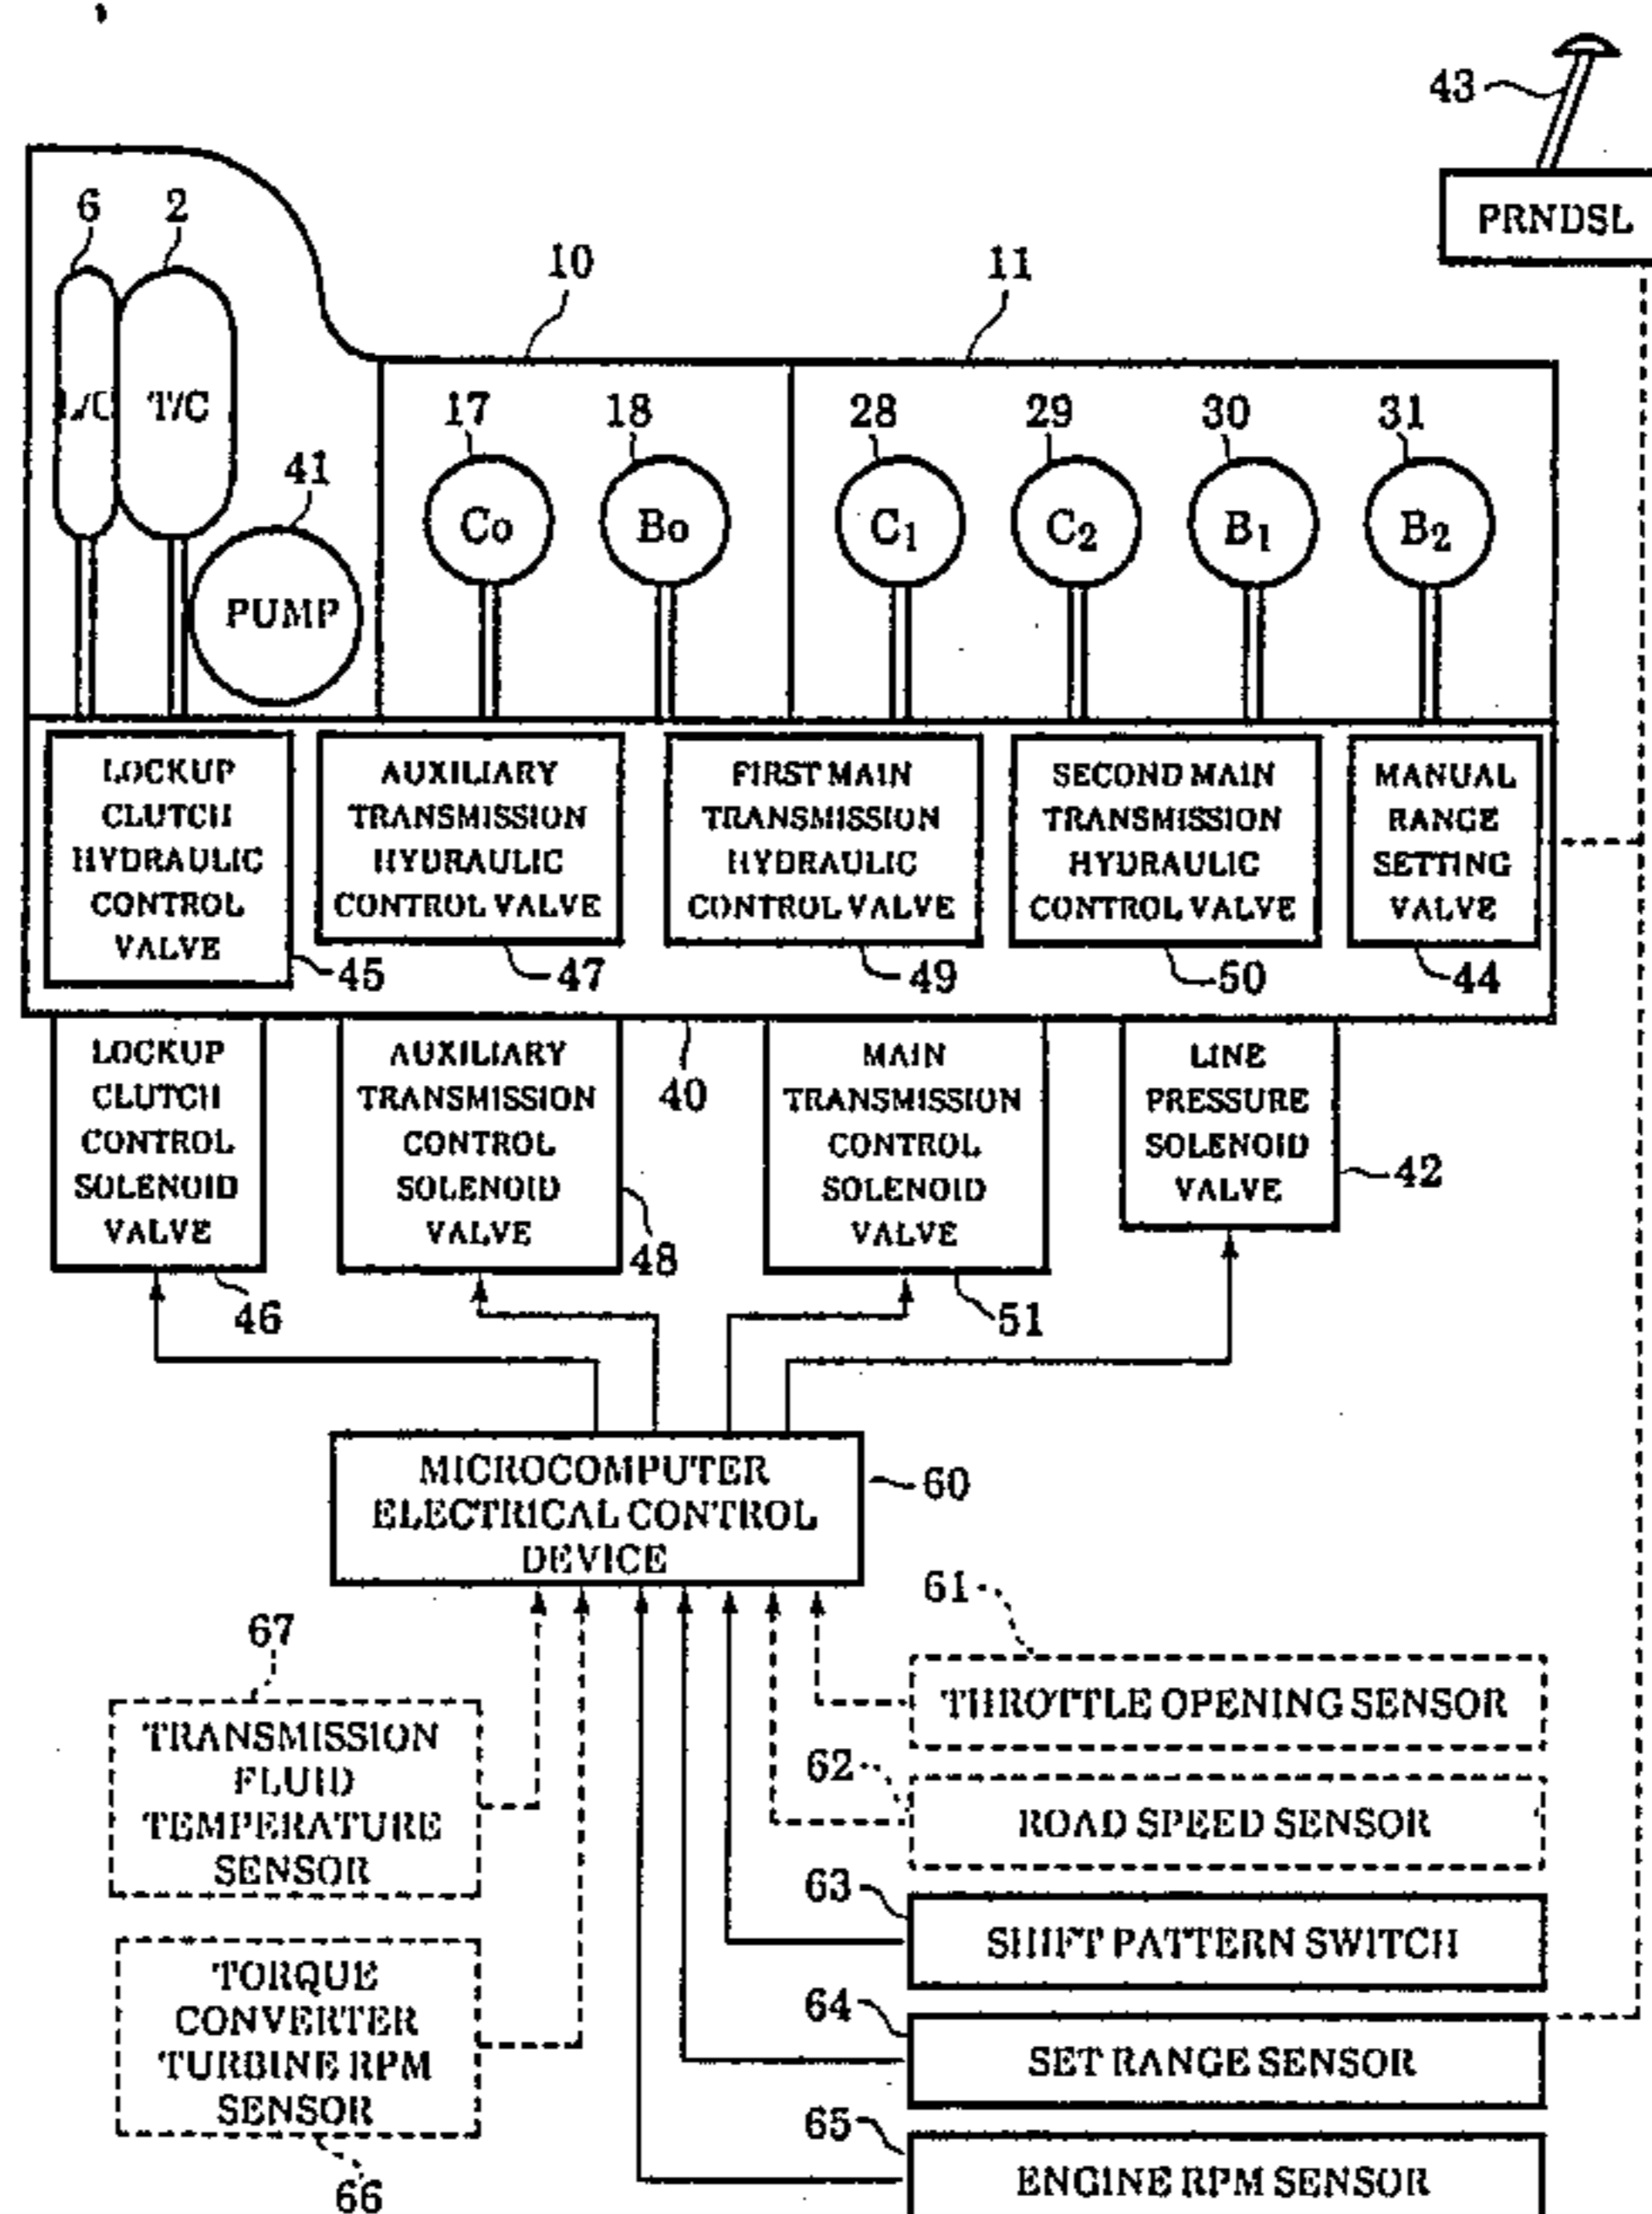 43
PRNDSL
6
2
10
11
T/C
41
PUMP
17
18
28
29
30
31
Co
Bo
C1
C2
B1
B2
LOCKUP
CLUTCH
HYDRAULIC
CONTROL
VALVE
45
AUXILIARY
TRANSMISSION
HYDRAULIC
CONTROL VALVE
47
FIRST MAIN
TRANSMISSION
HYDRAULIC
CONTROL VALVE
49
SECOND MAIN
TRANSMISSION
HYDRAULIC
CONTROL VALVE
50
MANUAL
RANGE
SETTING
VALVE
44
LOCKUP
CLUTCH
CONTROL
SOLENOID
VALVE
46
AUXILIARY
TRANSMISSION
CONTROL
SOLENOID
VALVE
48
40
MAIN
TRANSMISSION
CONTROL
SOLENOID
VALVE
51
LINE
PRESSURE
SOLENOID
VALVE
42
MICROCOMPUTER
ELECTRICAL CONTROL
DEVICE
60
67
TRANSMISSION
FLUID
TEMPERATURE
SENSOR
TORQUE
CONVERTER
TURBINE RPM
SENSOR
66
61
THROTTLE OPENING SENSOR
62
ROAD SPEED SENSOR
63
SHIFT PATTERN SWITCH
64
SET RANGE SENSOR
65
ENGINE RPM SENSOR